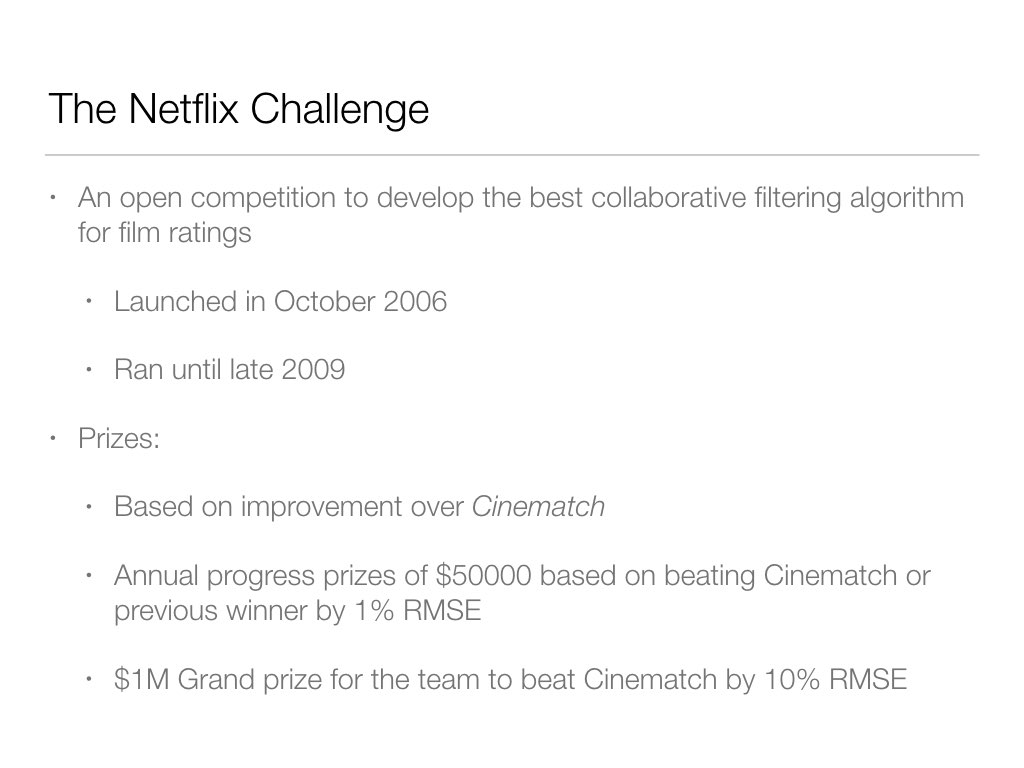 The Netflix Challenge
• An open competition to develop the best collaborative filtering algorithm
for film ratings
• Launched in October 2006
• Ran until late 2009
• Prizes:
• Based on improvement over Cinematch
• Annual progress prizes of $50000 based on beating Cinematch or
previous winner by 1% RMSE
• $1M Grand prize for the team to beat Cinematch by 10% RMSE